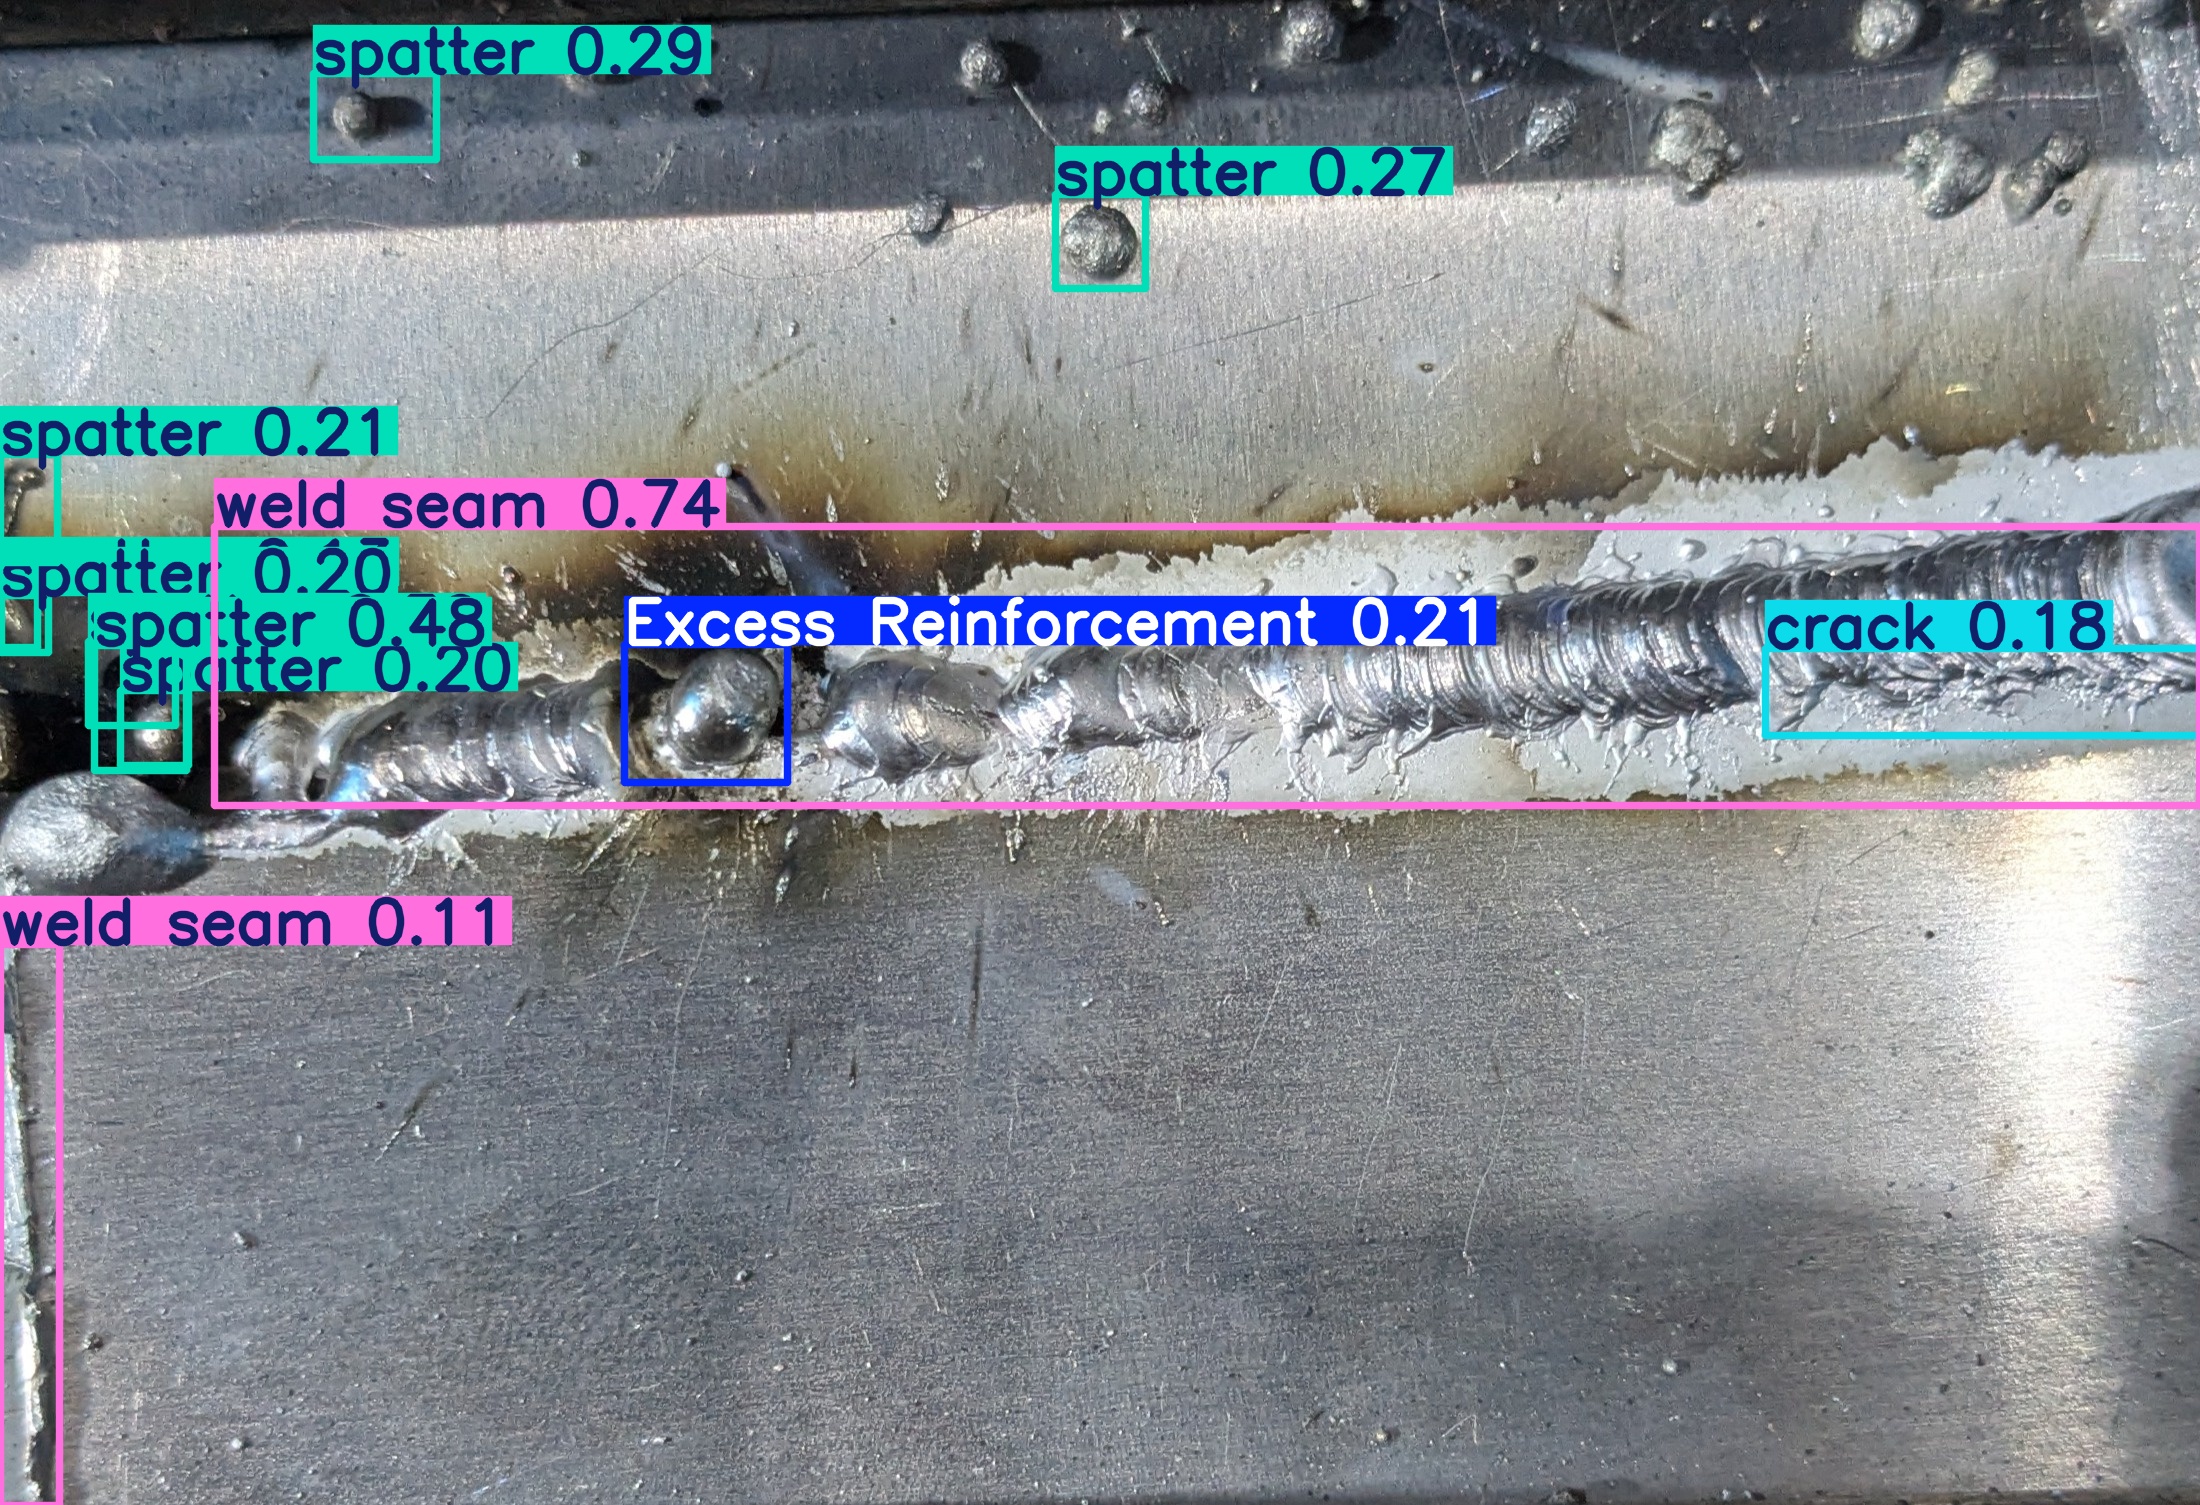 spatter 0.29
spatter 0.27
spatter 0.21
weld seam 0.74
spatter 0.20
spatter 0.48
Excess Reinforcement 0.21
crack 0.18
spatter 0.20
weld seam 0.11